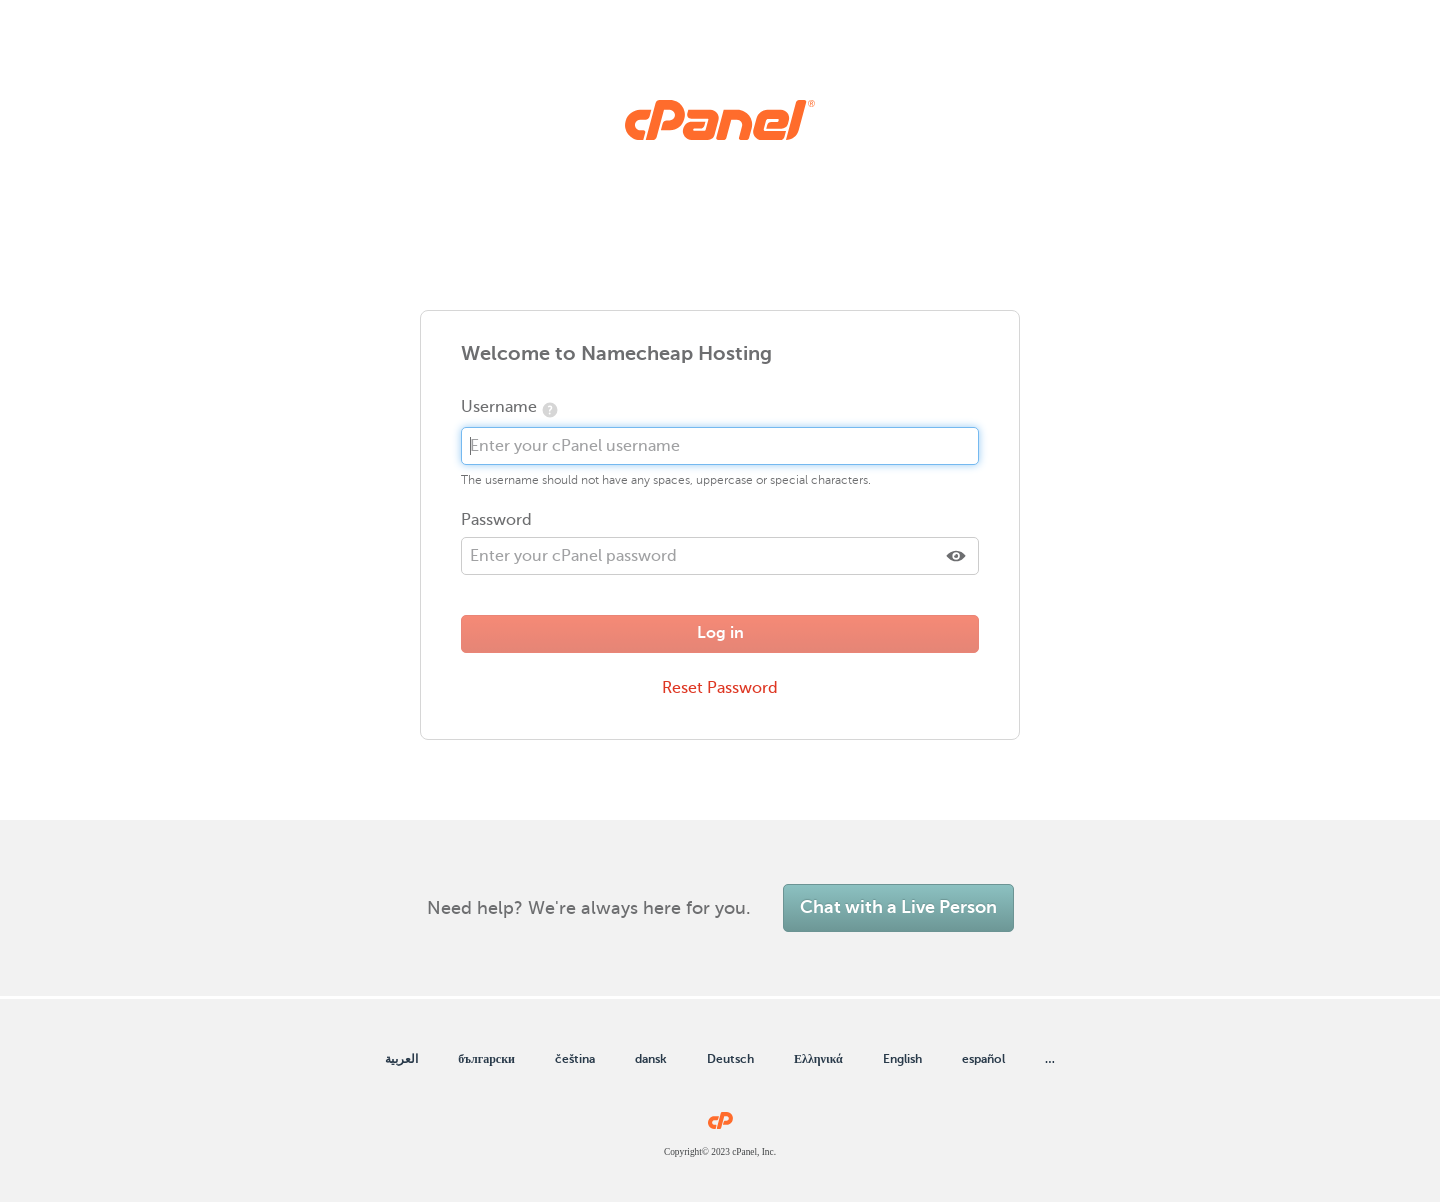 cPanel®
Welcome to Namecheap Hosting
Username ?
Enter your cPanel username
The username should not have any spaces, uppercase or special characters.
Password
Enter your cPanel password
Log in
Reset Password
Need help? We're always here for you. Chat with a Live Person
العربية български čeština dansk Deutsch Ελληνικά English español ...
cP
Copyright© 2023 cPanel, Inc.